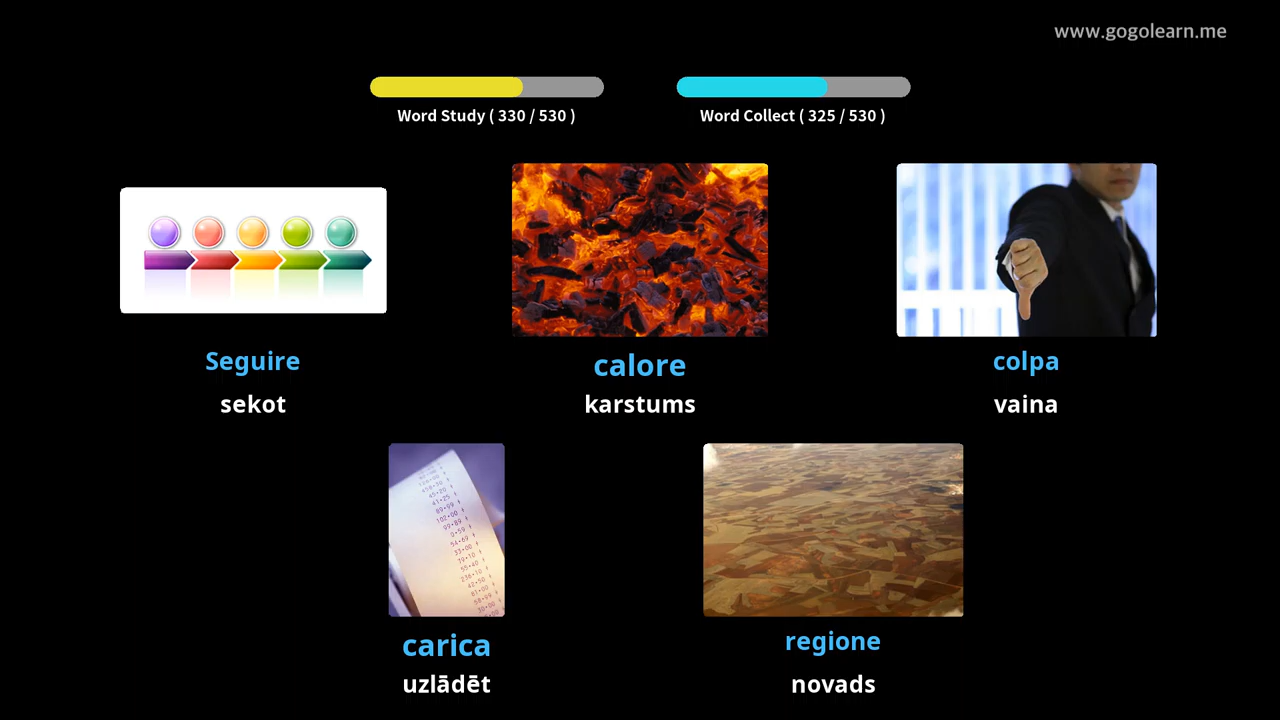 www.gogolearn.me
Word Study ( 330 / 530 )
Word Collect ( 325 / 530 )
Seguire
sekot
calore
karstums
colpa
vaina
carica
uzlādēt
regione
novads